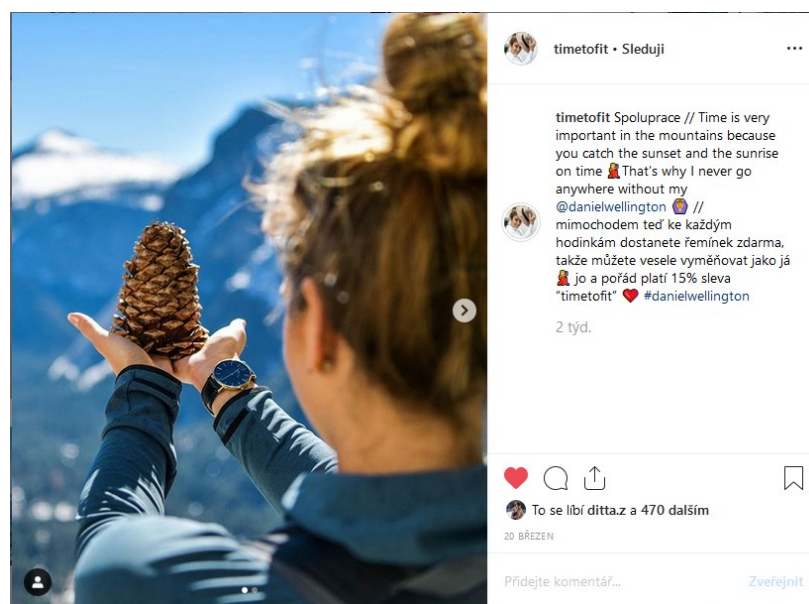 timetofit • Sleduji
timetofit Spoluprace // Time is very
important in the mountains because
you catch the sunset and the sunrise
on time 💃That's why I never go
anywhere without my
@danielwellington 🙆 //
mimochodem teď ke každým
hodinkám dostanete řemínek zdarma,
takže můžete vesele vyměňovat jako já
💃 jo a pořád platí 15% sleva
"timetofit" ❤️ #danielwellington
2 týd.
To se líbí ditta.z a 470 dalším
20 BŘEZEN
Přidejte komentář...
Zveřejnit